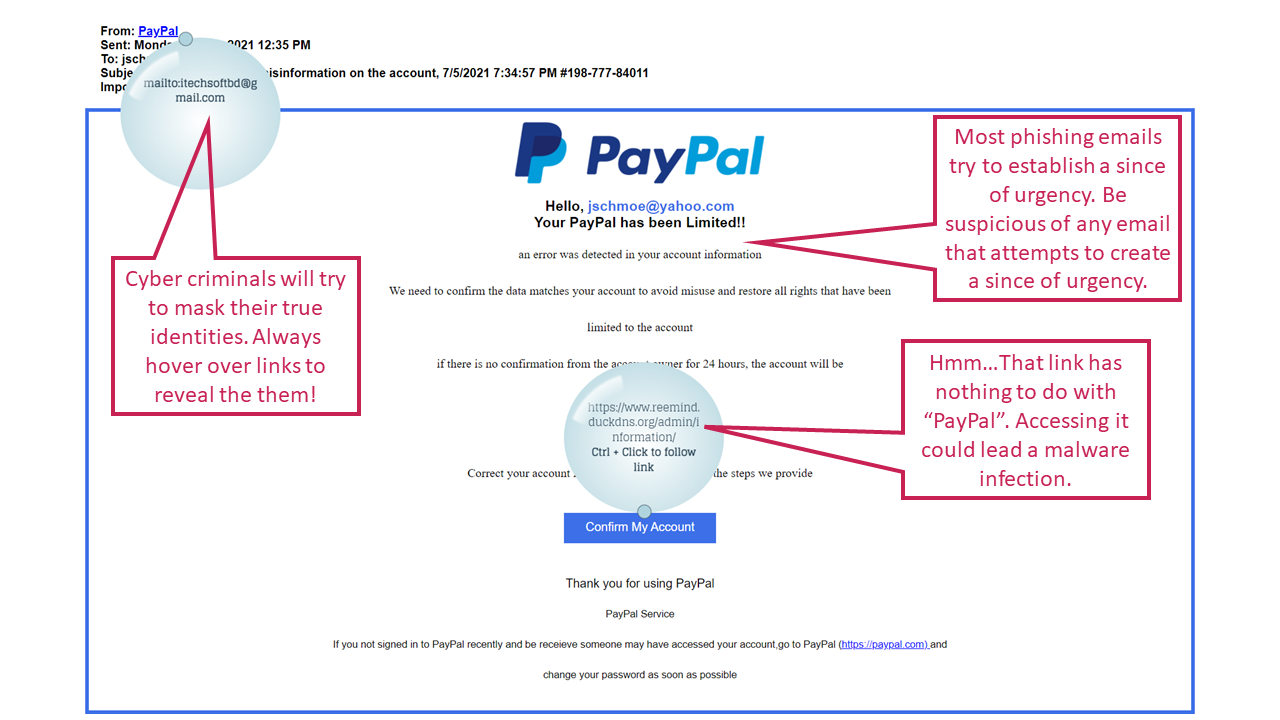 From: PayPal
Sent: Monda 2021 12:35 PM
To: jsch
Subje isinformation on the account, 7/5/2021 7:34:57 PM #198-777-84011
Impo
mailto:itechsoftbd@g
mail.com
Cyber criminals will try
to mask their true
identities. Always
hover over links to
reveal the them!
PayPal
Hello, jschmoe@yahoo.com
Your PayPal has been Limited!!
an error was detected in your account information
We need to confirm the data matches your account to avoid misuse and restore all rights that have been
limited to the account
if there is no confirmation from the account owner for 24 hours, the account will be
Most phishing emails
try to establish a since
of urgency. Be
suspicious of any email
that attempts to create
a since of urgency.
https://www.reemind.
duckdns.org/admin/i
nformation/
Ctrl + Click to follow
link
Hmm...That link has
nothing to do with
“PayPal”. Accessing it
could lead a malware
infection.
Correct your account the steps we provide
Confirm My Account
Thank you for using PayPal
PayPal Service
If you not signed in to PayPal recently and be receieve someone may have accessed your account,go to PayPal (https://paypal.com) and
change your password as soon as possible